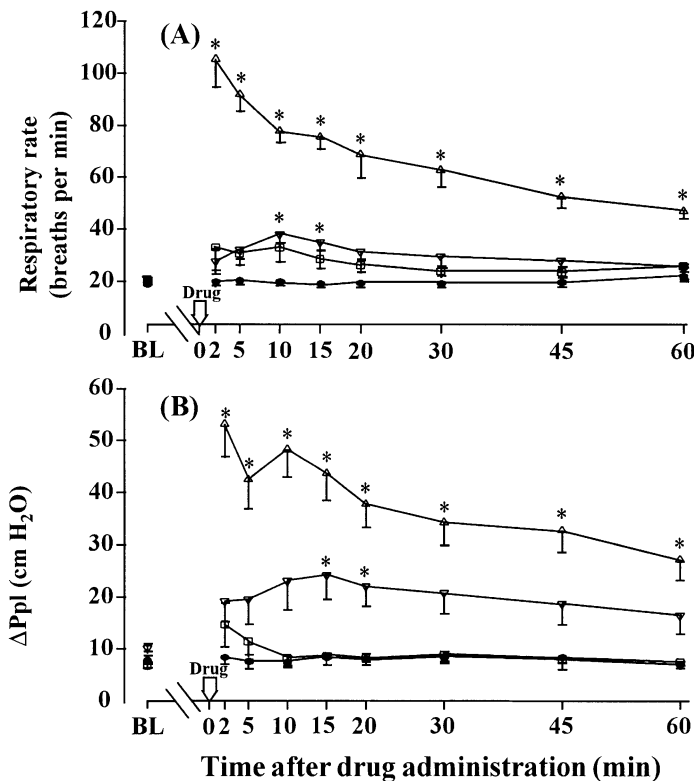 (A)
Respiratory rate
(breaths per min)
120
100
80
60
40
20
0
* * * * * * * *
* *
Drug
BL 0 2 5 10 15 20 30 45 60
(B)
ΔPpl (cm H₂O)
60
50
40
30
20
10
0
* * * * * * * *
* *
Drug
BL 0 2 5 10 15 20 30 45 60
Time after drug administration (min)